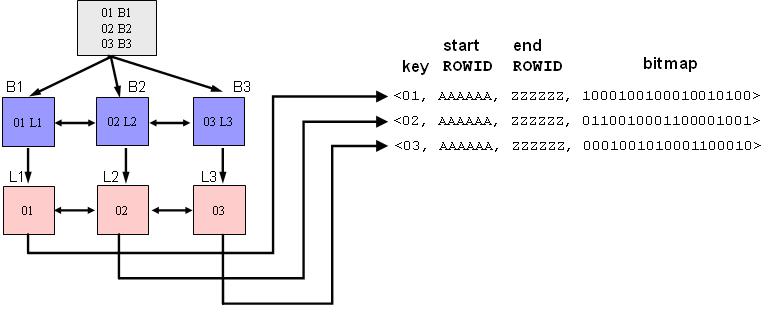 01 B1
02 B2
03 B3
B1 B2 B3
01 L1 02 L2 03 L3
L1 L2 L3
01 02 03
start end
key ROWID ROWID bitmap
<01, AAAAAA, ZZZZZZ, 1000100100010010100>
<02, AAAAAA, ZZZZZZ, 0110010001100001001>
<03, AAAAAA, ZZZZZZ, 0001001010001100010>